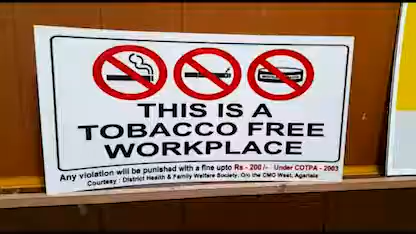 THIS IS A
TOBACCO FREE
WORKPLACE
Any violation will be punished with a fine upto Rs - 200 /- Under COTPA - 2003
Courtesy : District Health & Family Welfare Society, O/o the CMO West, Agartala